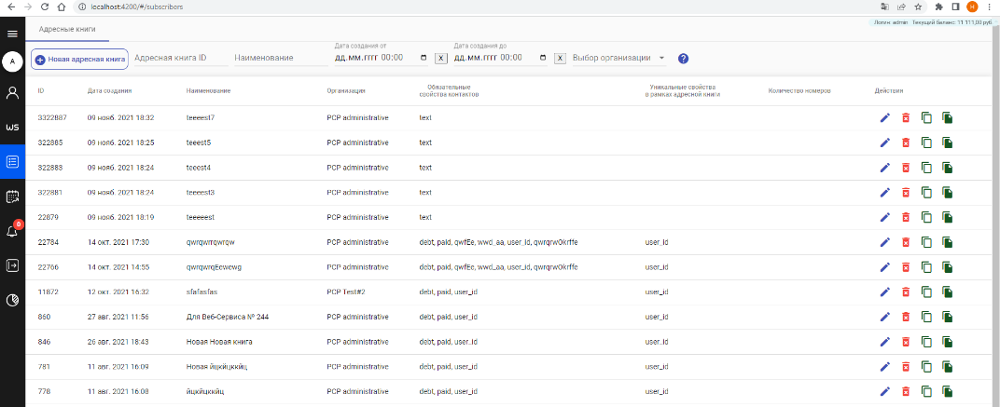 localhost:4200/#/subscribers
H
Логин: admin Текущий баланс: 11 111,00 руб.
Адресные книги
A
Новая адресная книга
Адресная книга ID
Наименование
Дата создания от
дд.мм.гггг 00:00
X
Дата создания до
дд.мм.гггг 00:00
X
Выбор организации
?
ID Дата создания Наименование Организация Обязательные свойства контактов Уникальные свойства в рамках адресной книги Количество номеров Действия
3322887 09 нояб. 2021 18:32 teeeest7 PCP administrative text
322885 09 нояб. 2021 18:25 teeest5 PCP administrative text
322883 09 нояб. 2021 18:24 teeest4 PCP administrative text
322881 09 нояб. 2021 18:24 teeeest3 PCP administrative text
22879 09 нояб. 2021 18:19 teeeeest PCP administrative text
22784 14 окт. 2021 17:30 qwrqwrrqwrqw PCP administrative debt, paid, qwfEe, wwd_aa, user_id, qwrqrwOkrffe user_id
22766 14 окт. 2021 14:55 qwrqwrqEewewg PCP administrative debt, paid, qwfEe, wwd_aa, user_id, qwrqrwOkrffe user_id
11872 12 окт. 2021 16:32 sfafasfas PCP Test#2 debt, paid, user_id user_id
860 27 авг. 2021 11:56 Для Веб-Сервиса № 244 PCP administrative debt, paid, user_id user_id
846 26 авг. 2021 18:43 Новая Новая книга PCP administrative debt, paid, user_id user_id
781 11 авг. 2021 16:09 Новая йцкйцккйц PCP administrative debt, paid, user_id user_id
778 11 авг. 2021 16:08 йцкйцккйц PCP administrative debt, paid, user_id user_id
ws
0